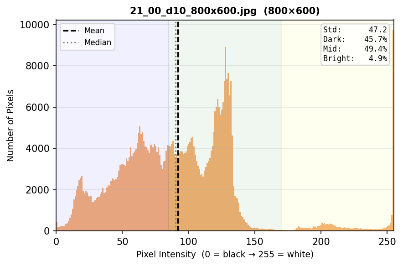 21_00_d10_800x600.jpg (800×600)
Mean
Median
Std: 47.2
Dark: 45.7%
Mid: 49.4%
Bright: 4.9%
Number of Pixels
10000
8000
6000
4000
2000
0
0 50 100 150 200 250
Pixel Intensity (0 = black → 255 = white)